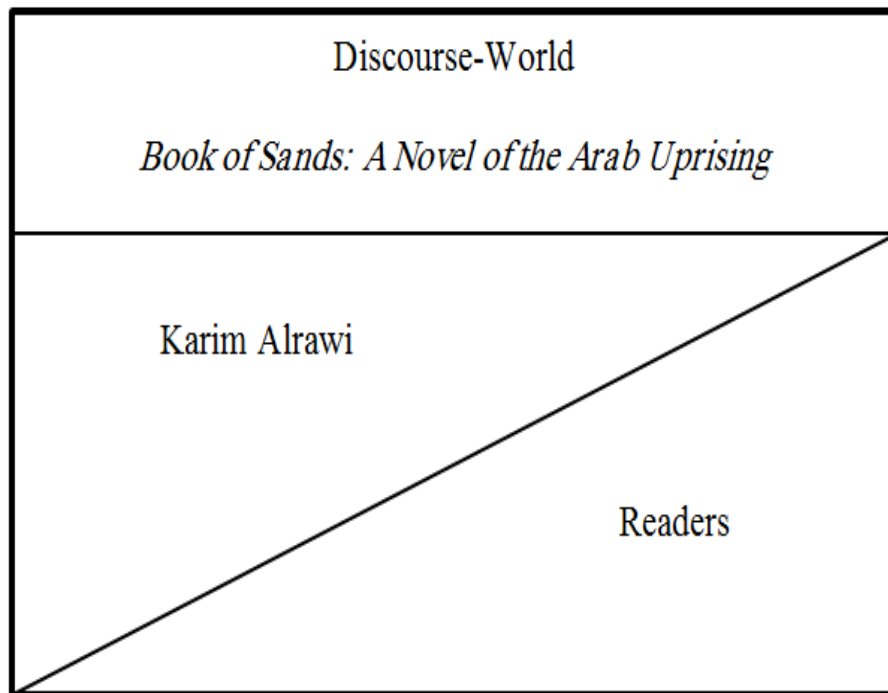 Discourse-World
Book of Sands: A Novel of the Arab Uprising
Karim Alrawi
Readers